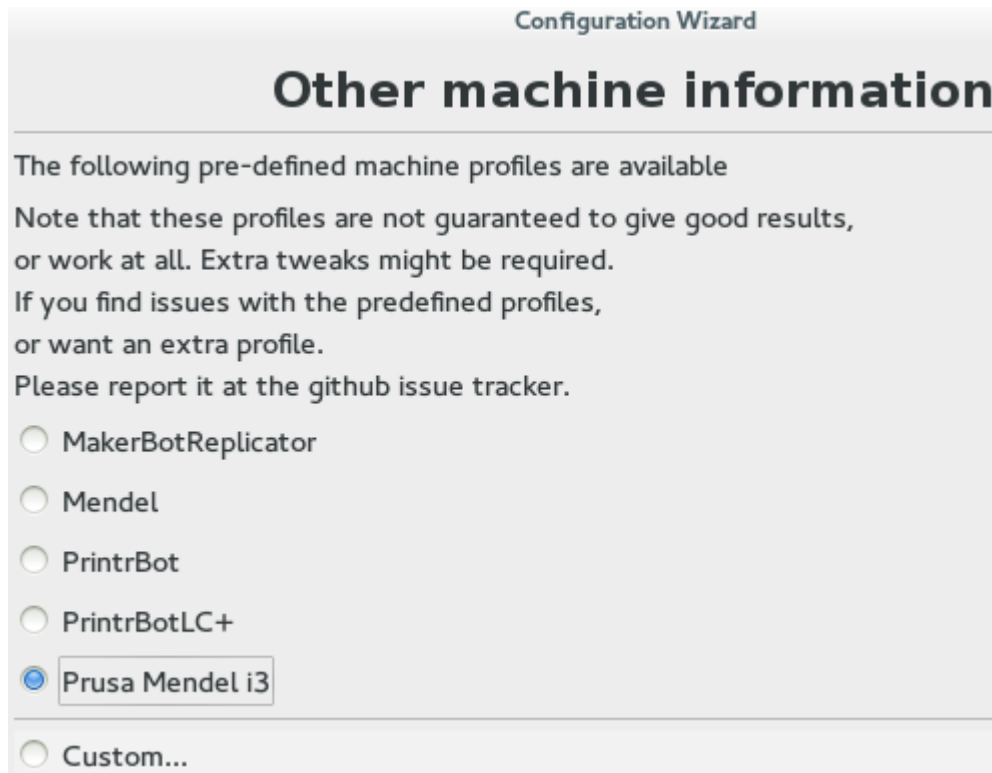 Configuration Wizard
Other machine information
The following pre-defined machine profiles are available
Note that these profiles are not guaranteed to give good results,
or work at all. Extra tweaks might be required.
If you find issues with the predefined profiles,
or want an extra profile.
Please report it at the github issue tracker.
MakerBotReplicator
Mendel
PrintrBot
PrintrBotLC+
Prusa Mendel i3
Custom...